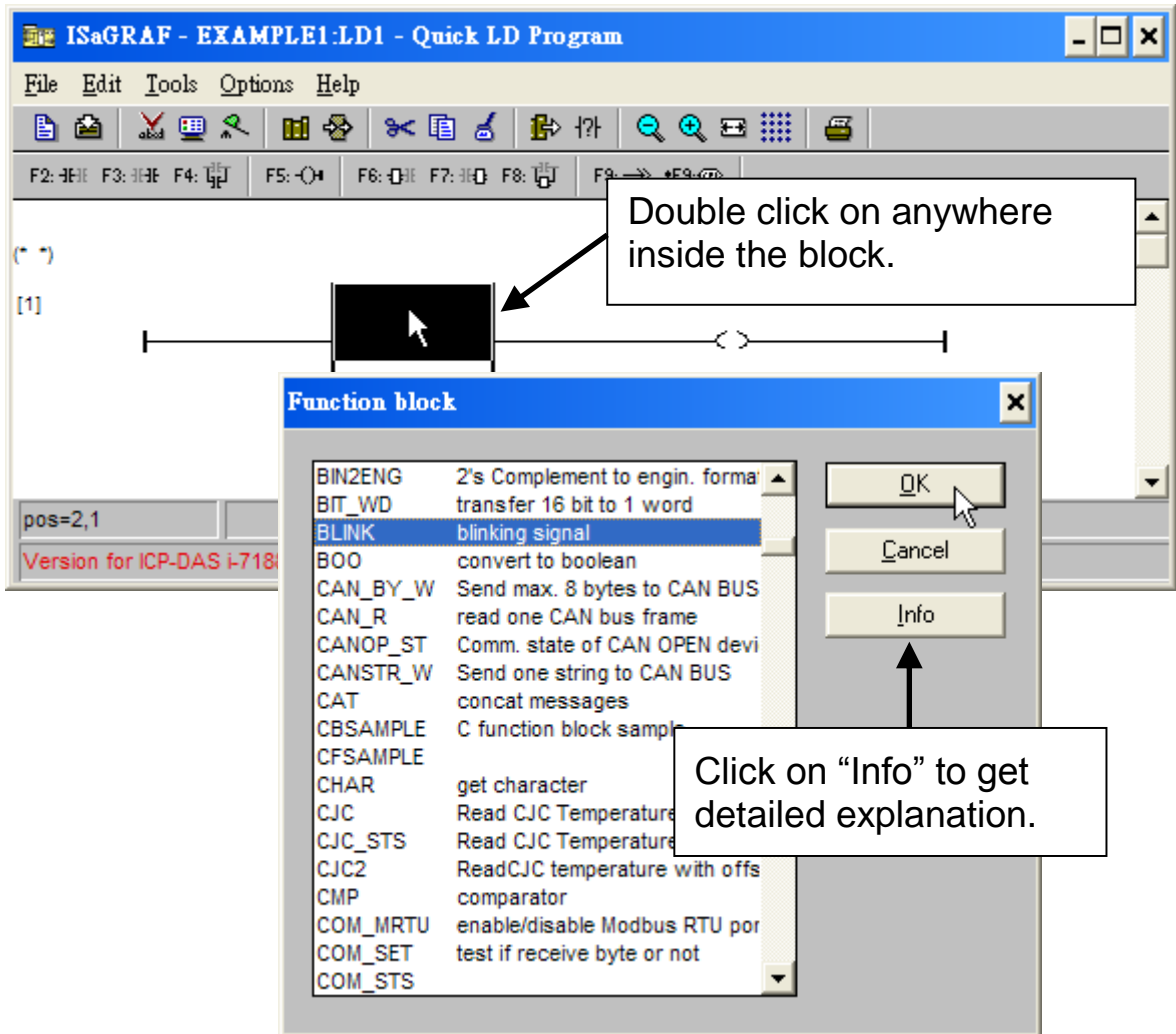 ISaGRAF - EXAMPLE1:LD1 - Quick LD Program
File Edit Tools Options Help
F2: F3: F4: F5: F6: F7: F8: F9: *F9:
Double click on anywhere
inside the block.
(* *)
[1]
Function block
BIN2ENG 2's Complement to engin. format
BIT_WD transfer 16 bit to 1 word
BLINK blinking signal
BOO convert to boolean
CAN_BY_W Send max. 8 bytes to CAN BUS
CAN_R read one CAN bus frame
CANOP_ST Comm. state of CAN OPEN devi
CANSTR_W Send one string to CAN BUS
CAT concat messages
CBSAMPLE C function block sample
CFSAMPLE
CHAR get character
CJC Read CJC Temperature
CJC_STS Read CJC Temperature
CJC2 ReadCJC temperature with offs
CMP comparator
COM_MRTU enable/disable Modbus RTU por
COM_SET test if receive byte or not
COM_STS
OK
Cancel
Info
Click on “Info” to get
detailed explanation.
pos=2,1
Version for ICP-DAS i-718